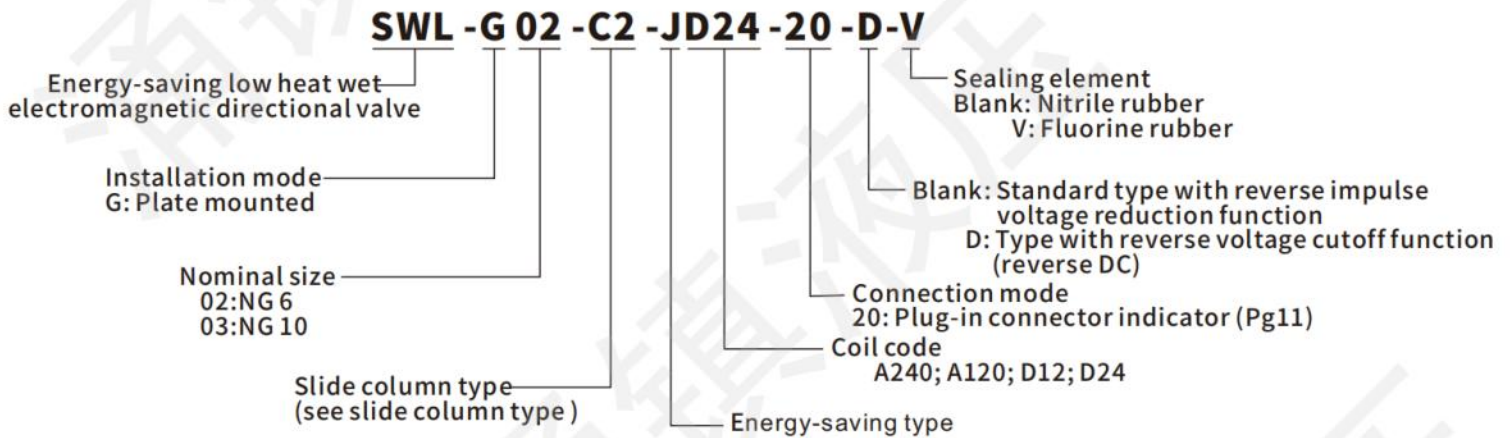 SWL-G02-C2-JD24-20-D-V
Energy-saving low heat wet
electromagnetic directional valve
Sealing element
Blank: Nitrile rubber
V: Fluorine rubber
Installation mode
G: Plate mounted
Blank: Standard type with reverse impulse
voltage reduction function
D: Type with reverse voltage cutoff function
(reverse DC)
Nominal size
02:NG 6
03:NG 10
Connection mode
20: Plug-in connector indicator (Pg11)
Coil code
A240; A120; D12; D24
Slide column type
(see slide column type )
Energy-saving type